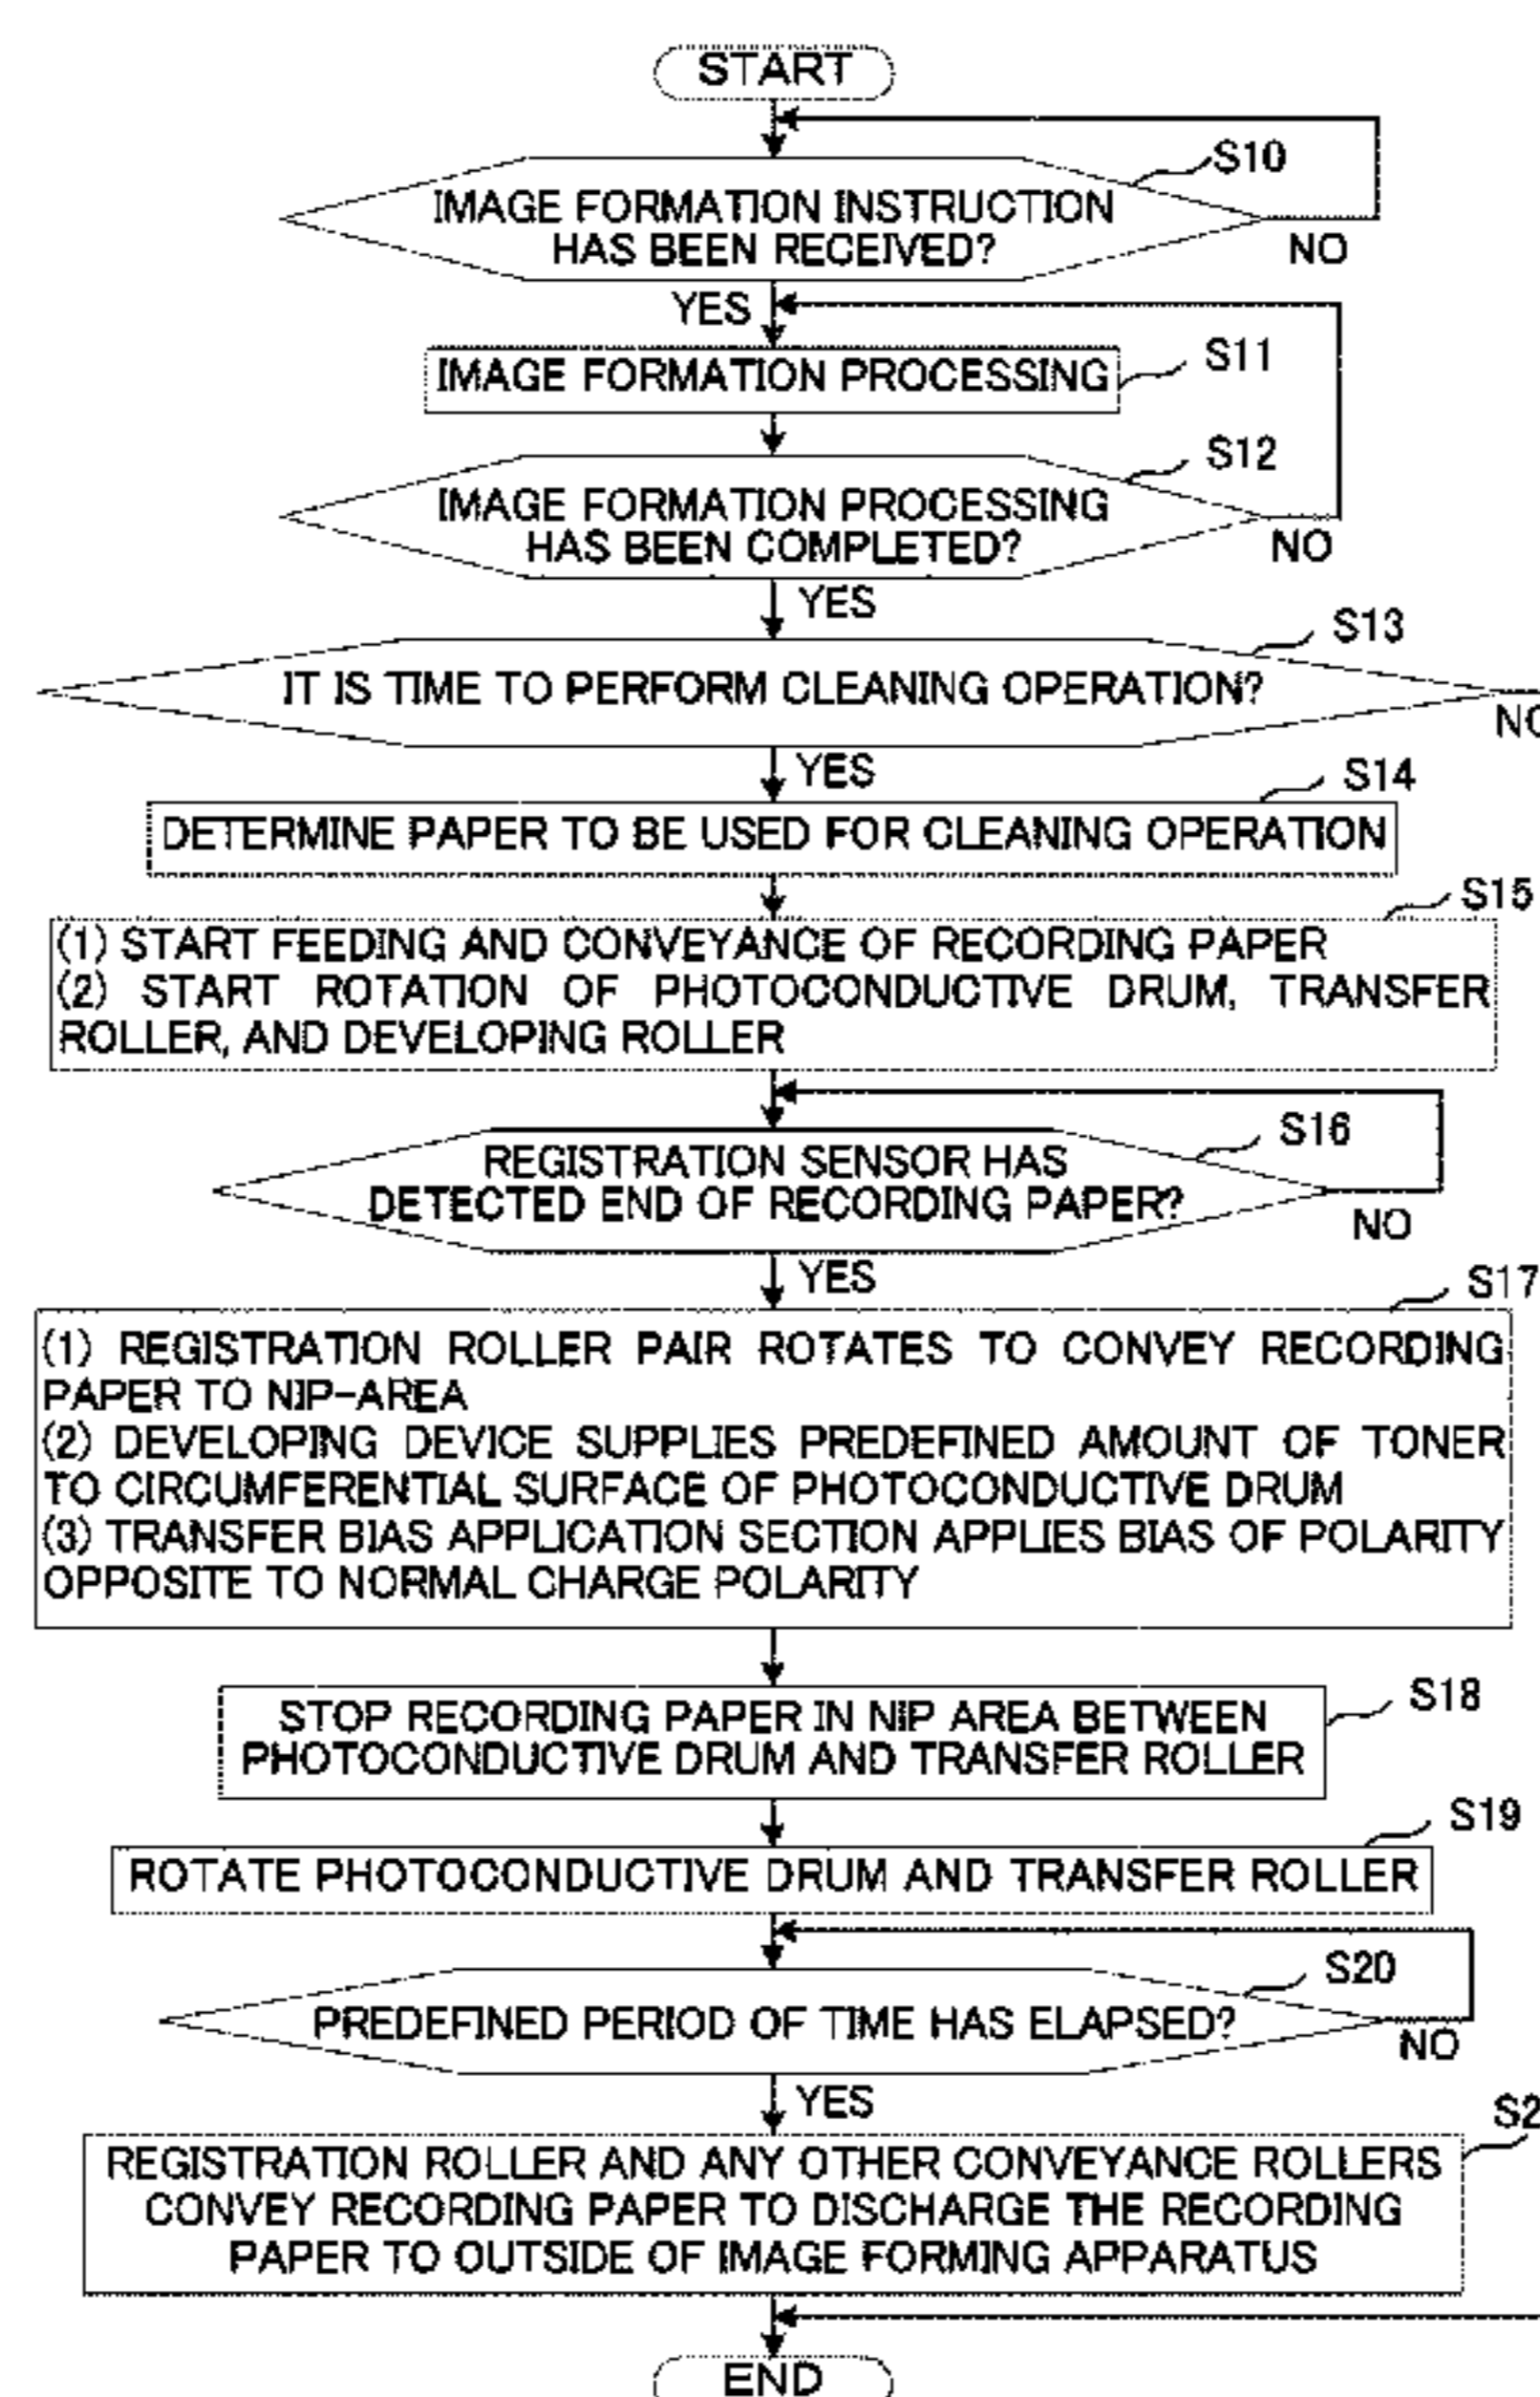 START
S10
IMAGE FORMATION INSTRUCTION
HAS BEEN RECEIVED?
NO
YES
S11
IMAGE FORMATION PROCESSING
S12
IMAGE FORMATION PROCESSING
HAS BEEN COMPLETED?
NO
YES
S13
IT IS TIME TO PERFORM CLEANING OPERATION?
NO
YES
S14
DETERMINE PAPER TO BE USED FOR CLEANING OPERATION
S15
(1) START FEEDING AND CONVEYANCE OF RECORDING PAPER
(2) START ROTATION OF PHOTOCONDUCTIVE DRUM, TRANSFER
ROLLER, AND DEVELOPING ROLLER
S16
REGISTRATION SENSOR HAS
DETECTED END OF RECORDING PAPER?
NO
YES
S17
(1) REGISTRATION ROLLER PAIR ROTATES TO CONVEY RECORDING
PAPER TO NIP-AREA
(2) DEVELOPING DEVICE SUPPLIES PREDEFINED AMOUNT OF TONER
TO CIRCUMFERENTIAL SURFACE OF PHOTOCONDUCTIVE DRUM
(3) TRANSFER BIAS APPLICATION SECTION APPLIES BIAS OF POLARITY
OPPOSITE TO NORMAL CHARGE POLARITY
S18
STOP RECORDING PAPER IN NIP AREA BETWEEN
PHOTOCONDUCTIVE DRUM AND TRANSFER ROLLER
S19
ROTATE PHOTOCONDUCTIVE DRUM AND TRANSFER ROLLER
S20
PREDEFINED PERIOD OF TIME HAS ELAPSED?
NO
YES
S2
REGISTRATION ROLLER AND ANY OTHER CONVEYANCE ROLLERS
CONVEY RECORDING PAPER TO DISCHARGE THE RECORDING
PAPER TO OUTSIDE OF IMAGE FORMING APPARATUS
END